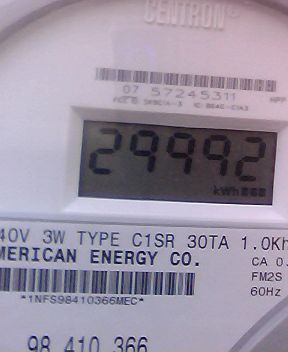 CENTRON®
07 57245311
29992
kWh
40V 3W TYPE C1SR 30TA 1.0Kh
MERICAN ENERGY CO.
CA 0.
FM2S
*1NFS98410366MEC*
60Hz
98 410 366